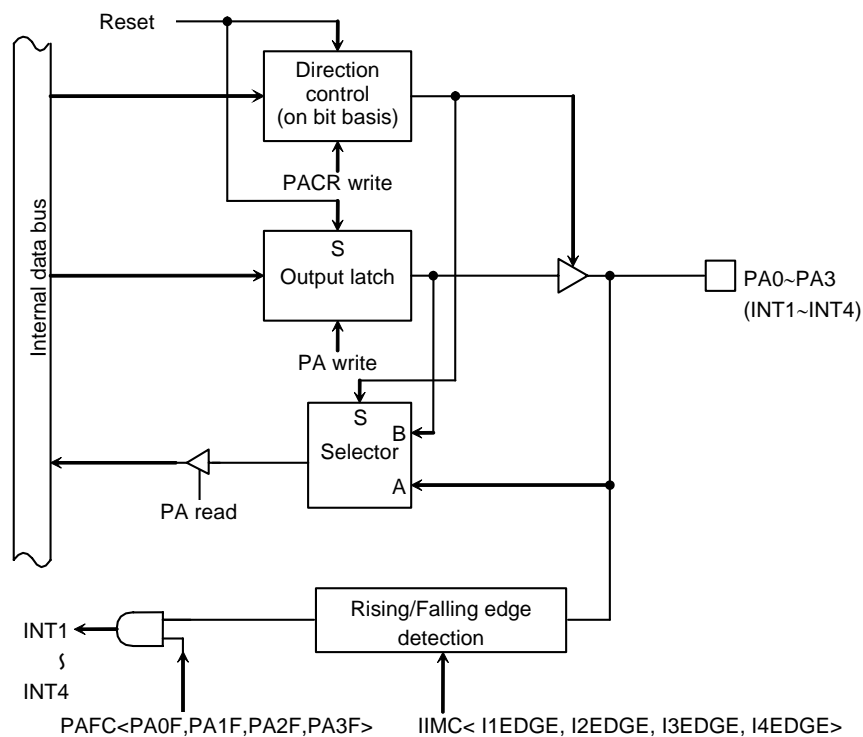 Reset
Direction
control
(on bit basis)
PACR write
Internal data bus
S
Output latch
PA write
PA0~PA3
(INT1~INT4)
S
B
Selector
A
PA read
Rising/Falling edge
detection
INT1
~
INT4
PAFC<PA0F,PA1F,PA2F,PA3F>
IIMC< I1EDGE, I2EDGE, I3EDGE, I4EDGE>